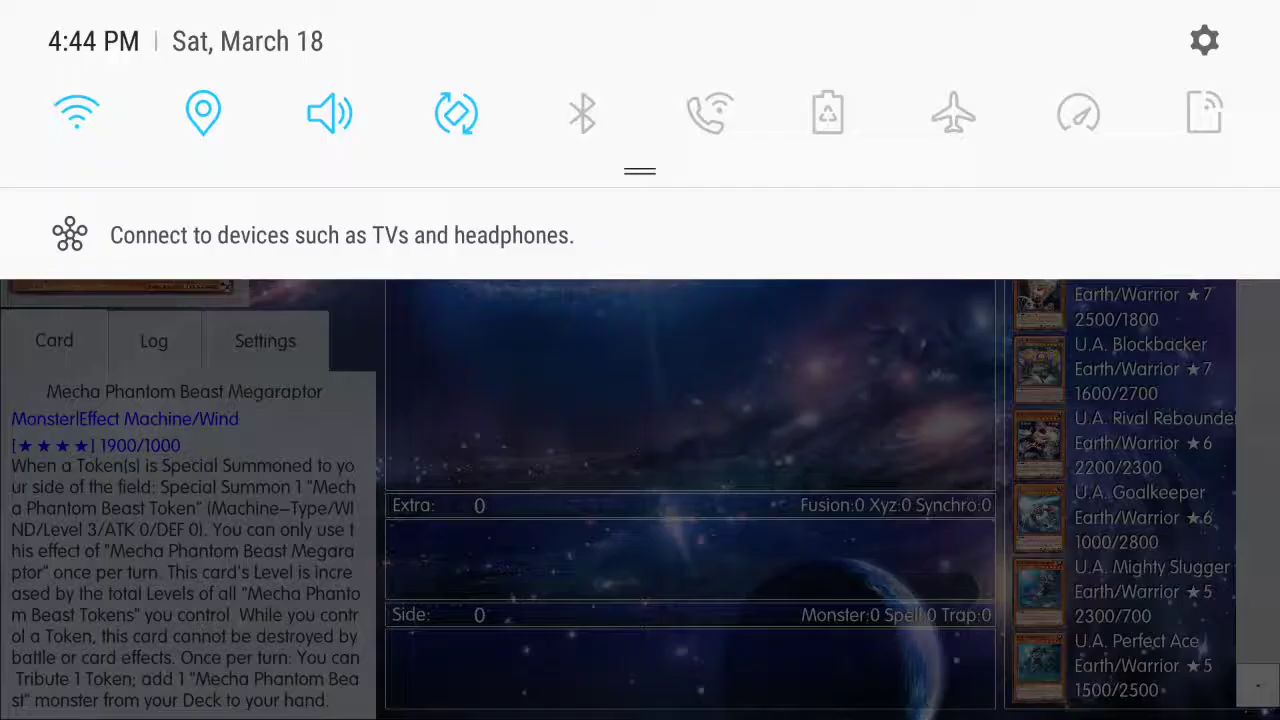 4:44 PM | Sat, March 18
Connect to devices such as TVs and headphones.
Card
Log
Settings
Mecha Phantom Beast Megaraptor
Monster|Effect Machine/Wind
[★★★★] 1900/1000
When a Token(s) is Special Summoned to yo
ur side of the field: Special Summon 1 "Mech
a Phantom Beast Token" (Machine-Type/WI
ND/Level 3/ATK 0/DEF 0). You can only use t
his effect of "Mecha Phantom Beast Megara
ptor" once per turn. This card's Level is incre
ased by the total Levels of all "Mecha Phanto
m Beast Tokens" you control. While you contr
ol a Token, this card cannot be destroyed by
battle or card effects. Once per turn: You can
Tribute 1 Token; add 1 "Mecha Phantom Bea
st" monster from your Deck to your hand.
Extra: 0 Fusion:0 Xyz:0 Synchro:0
Side: 0 Monster:0 Spell:0 Trap:0
Earth/Warrior ★7
2500/1800
U.A. Blockbacker
Earth/Warrior ★7
1600/2700
U.A. Rival Rebounde
Earth/Warrior ★6
2200/2300
U.A. Goalkeeper
Earth/Warrior ★6
1000/2800
U.A. Mighty Slugger
Earth/Warrior ★5
2300/700
U.A. Perfect Ace
Earth/Warrior ★5
1500/2500